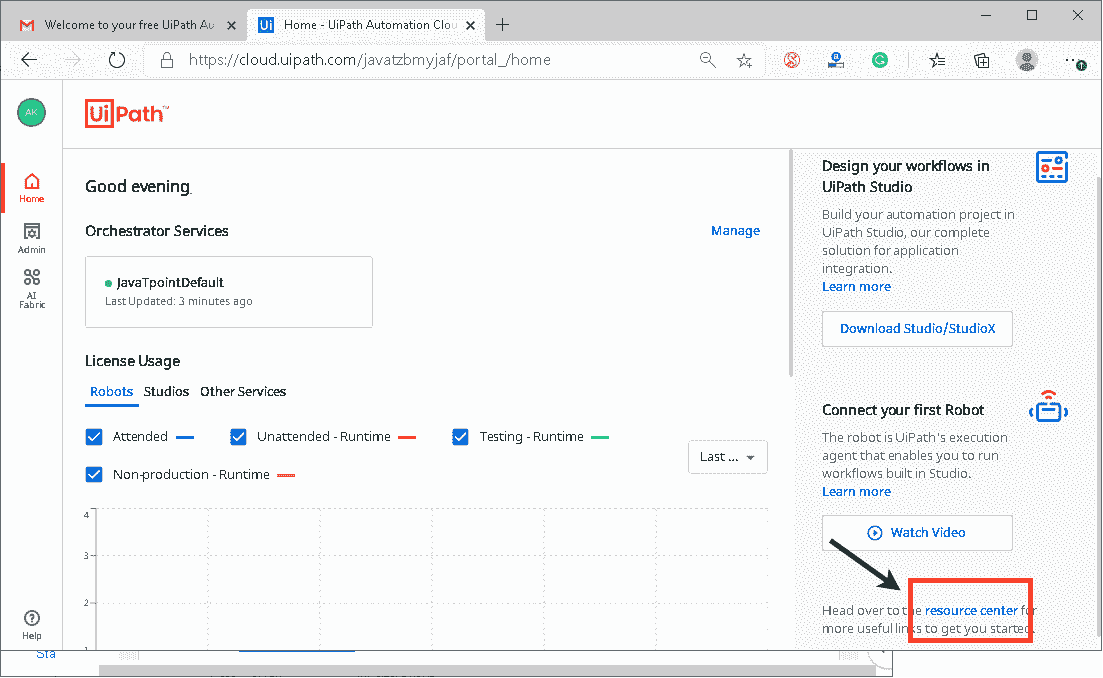 Welcome to your free UiPath Au
Home - UiPath Automation Clou
https://cloud.uipath.com/javatzbmyjaf/portal_/home
AK
UiPath™
Home
Admin
AI
Fabric
Help
Good evening,
Orchestrator Services
Manage
JavaTpointDefault
Last Updated: 3 minutes ago
License Usage
Robots Studios Other Services
Attended
Unattended - Runtime
Testing - Runtime
Non-production - Runtime
Last ...
4
3
2
1
Design your workflows in
UiPath Studio
Build your automation project in
UiPath Studio, our complete
solution for application
integration.
Learn more
Download Studio/StudioX
Connect your first Robot
The robot is UiPath's execution
agent that enables you to run
workflows built in Studio.
Learn more
Watch Video
Head over to the resource center for
more useful links to get you started.
Sta